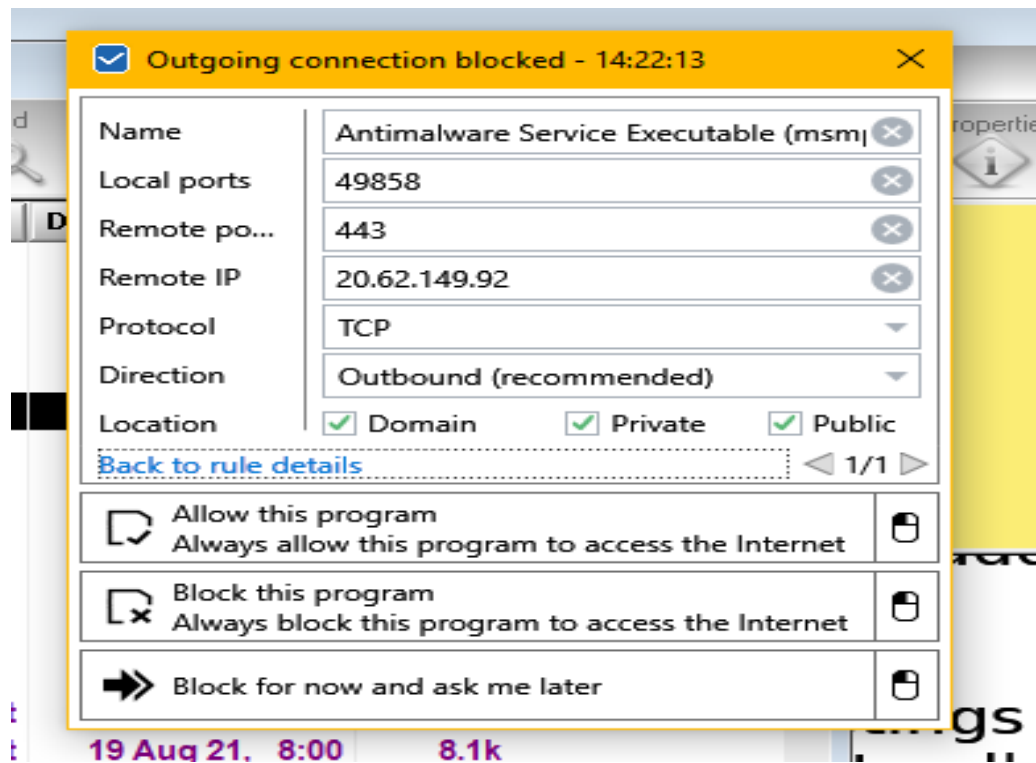 Outgoing connection blocked - 14:22:13
Name Antimalware Service Executable (msmp
Local ports 49858
Remote po... 443
Remote IP 20.62.149.92
Protocol TCP
Direction Outbound (recommended)
Location Domain Private Public
Back to rule details 1/1
Allow this program
Always allow this program to access the Internet
Block this program
Always block this program to access the Internet
Block for now and ask me later
19 Aug 21, 8:00 8.1k